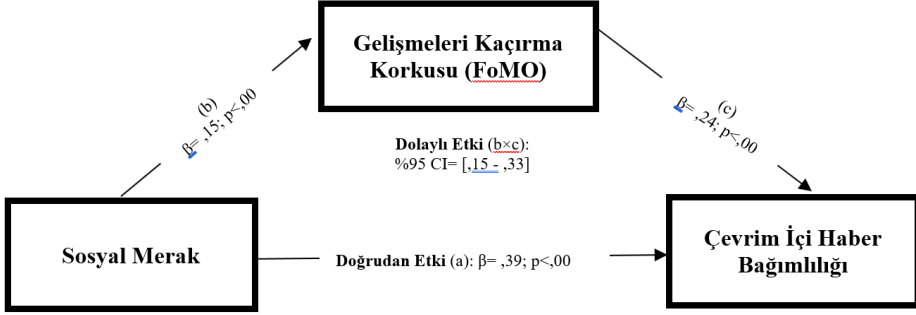 Gelişmeleri Kaçırma
Korkusu (FoMO)
(b)
β= ,15; p<,00
(c)
β= ,24; p<,00
Dolaylı Etki (b×c):
%95 CI= [,15 - ,33]
Sosyal Merak
Doğrudan Etki (a): β= ,39; p<,00
Çevrim İçi Haber
Bağımlılığı